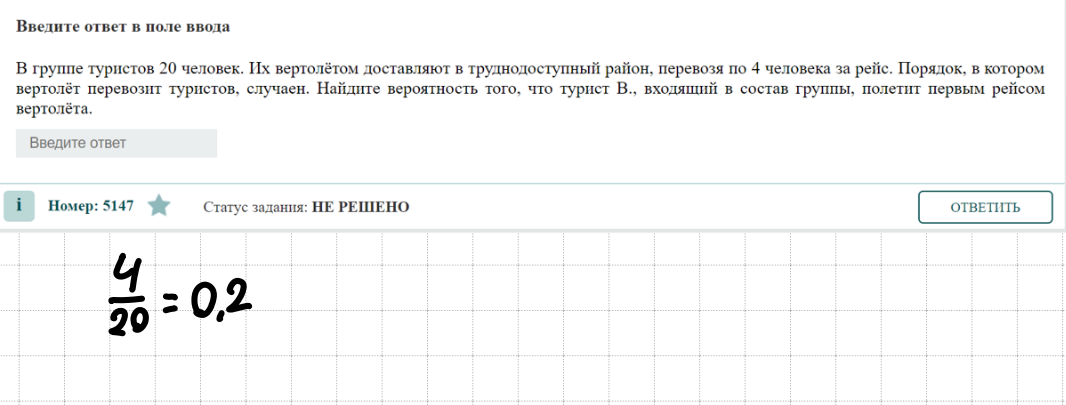 Введите ответ в поле ввода
В группе туристов 20 человек. Их вертолётом доставляют в труднодоступный район, перевозя по 4 человека за рейс. Порядок, в котором
вертолёт перевозит туристов, случаен. Найдите вероятность того, что турист В., входящий в состав группы, полетит первым рейсом
вертолёта.
Введите ответ
i Номер: 5147 Статус задания: НЕ РЕШЕНО ОТВЕТИТЬ
4/20 = 0,2